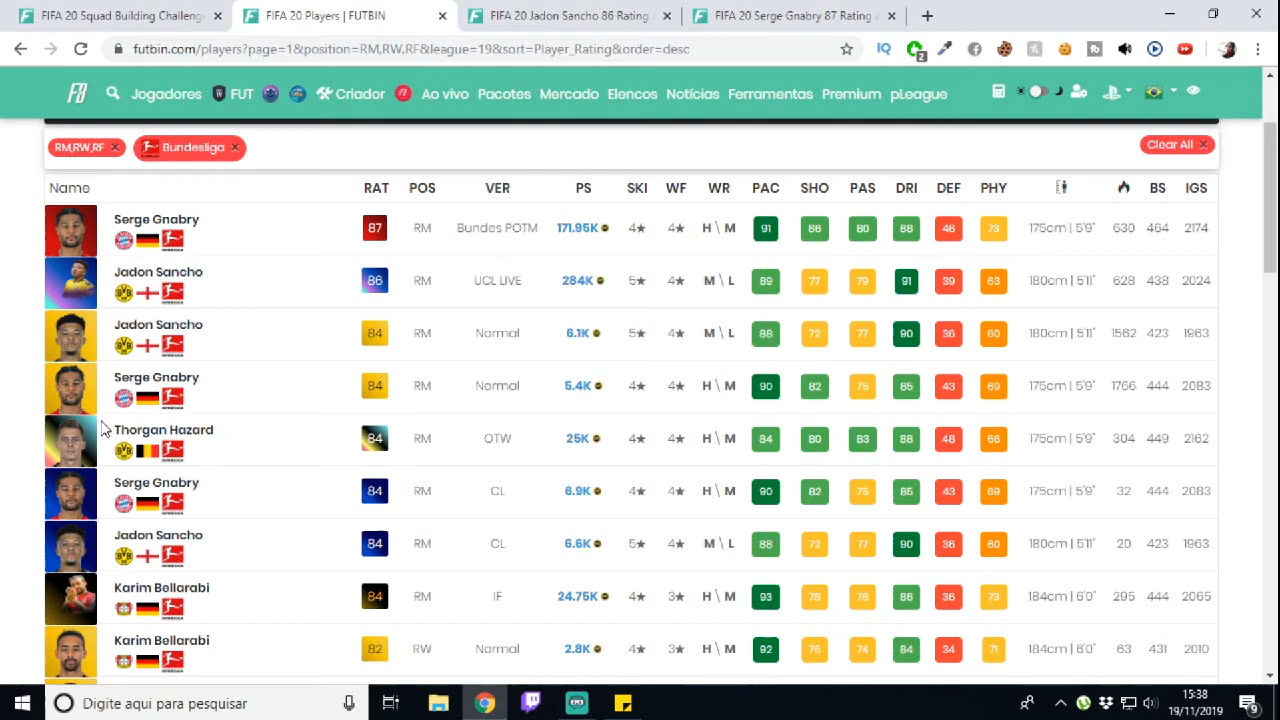 FIFA 20 Squad Building Challeng
FIFA 20 Players | FUTBIN
FIFA 20 Jadon Sancho 86 Rating
FIFA 20 Serge Gnabry 87 Rating a
futbin.com/players?page=1&position=RM,RW,RF&league=19&sort=Player_Rating&order=desc
IQ
2
FB Jogadores FUT Criador Ao vivo Pacotes Mercado Elencos Notícias Ferramentas Premium pLeague
RM,RW,RF Bundesliga Clear All
Name RAT POS VER PS SKI WF WR PAC SHO PAS DRI DEF PHY BS IGS
Serge Gnabry 87 RM Bundes POTM 171.95K 4★ 4★ H \ M 91 86 80 88 46 73 175cm | 5'9" 630 464 2174
Jadon Sancho 86 RM UCL LIVE 284K 5★ 4★ M \ L 89 77 79 91 39 63 180cm | 5'11" 628 438 2024
Jadon Sancho 84 RM Normal 6.1K 5★ 4★ M \ L 88 72 77 90 36 60 180cm | 5'11" 1562 423 1963
Serge Gnabry 84 RM Normal 5.4K 4★ 4★ H \ M 90 82 75 85 43 69 175cm | 5'9" 1766 444 2083
Thorgan Hazard 84 RM OTW 25K 4★ 4★ H \ M 84 80 83 88 48 66 175cm | 5'9" 304 449 2162
Serge Gnabry 84 RM CL 6.9K 4★ 4★ H \ M 90 82 75 85 43 69 175cm | 5'9" 32 444 2083
Jadon Sancho 84 RM CL 6.6K 5★ 4★ M \ L 88 72 77 90 36 60 180cm | 5'11" 20 423 1963
Karim Bellarabi 84 RM IF 24.75K 4★ 3★ H \ M 93 78 78 86 36 73 184cm | 6'0" 295 444 2065
Karim Bellarabi 82 RW Normal 2.8K 4★ 3★ H \ M 92 76 74 84 34 71 184cm | 6'0" 63 431 2010
Digite aqui para pesquisar
15:38
19/11/2019
9